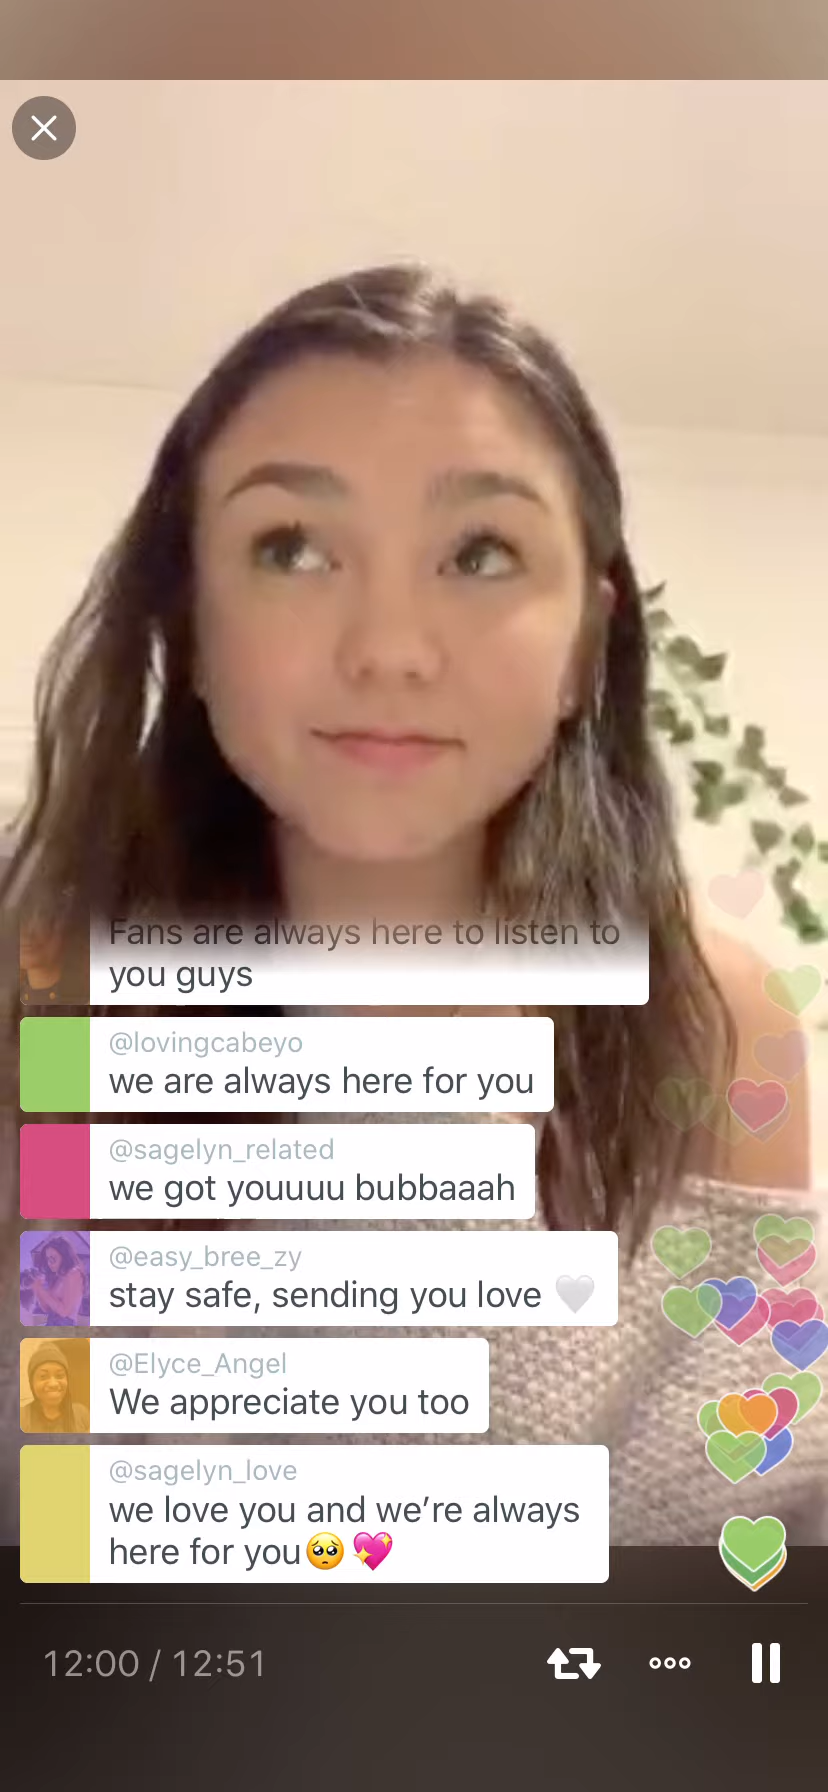 Fans are always here to listen to
you guys
@lovingcabeyo
we are always here for you
@sagelyn_related
we got youuuu bubbaaah
@easy_bree_zy
stay safe, sending you love 🤍
@Elyce_Angel
We appreciate you too
@sagelyn_love
we love you and we’re always
here for you🥺💖
12:00 / 12:51